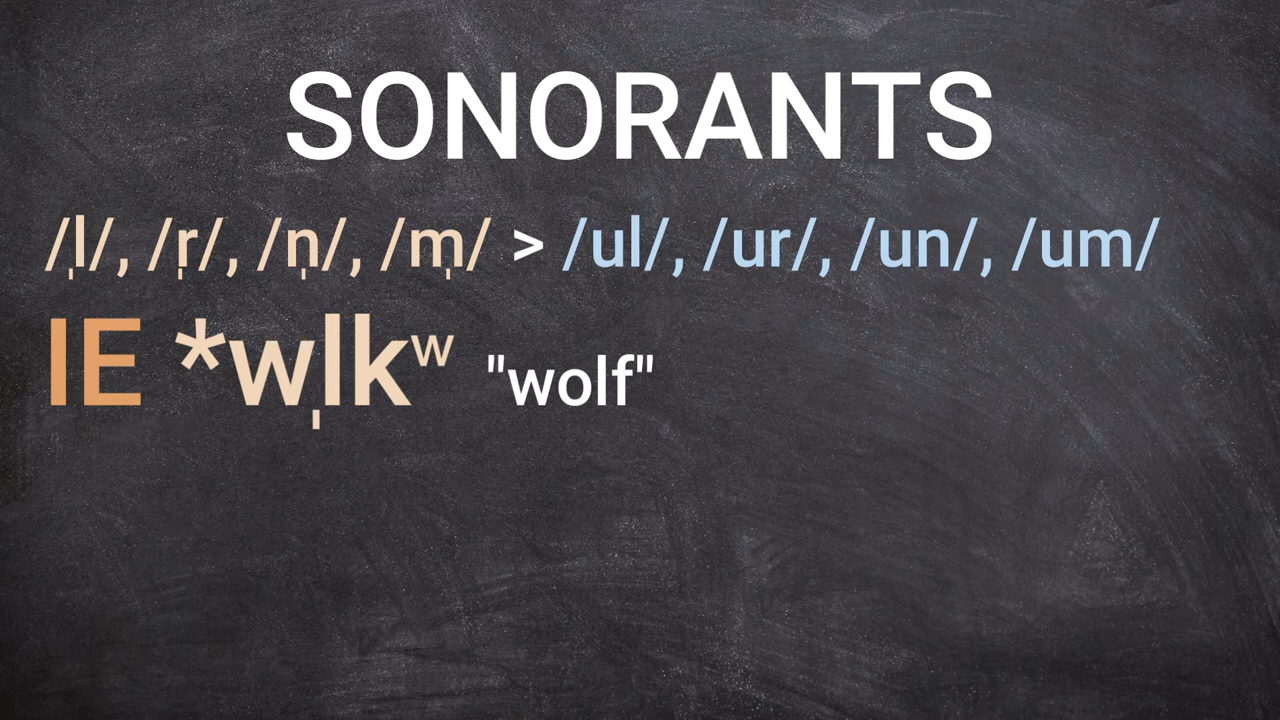 SONORANTS
/l̩/, /r̩/, /n̩/, /m̩/ > /ul/, /ur/, /un/, /um/
IE *wl̩kʷ "wolf"